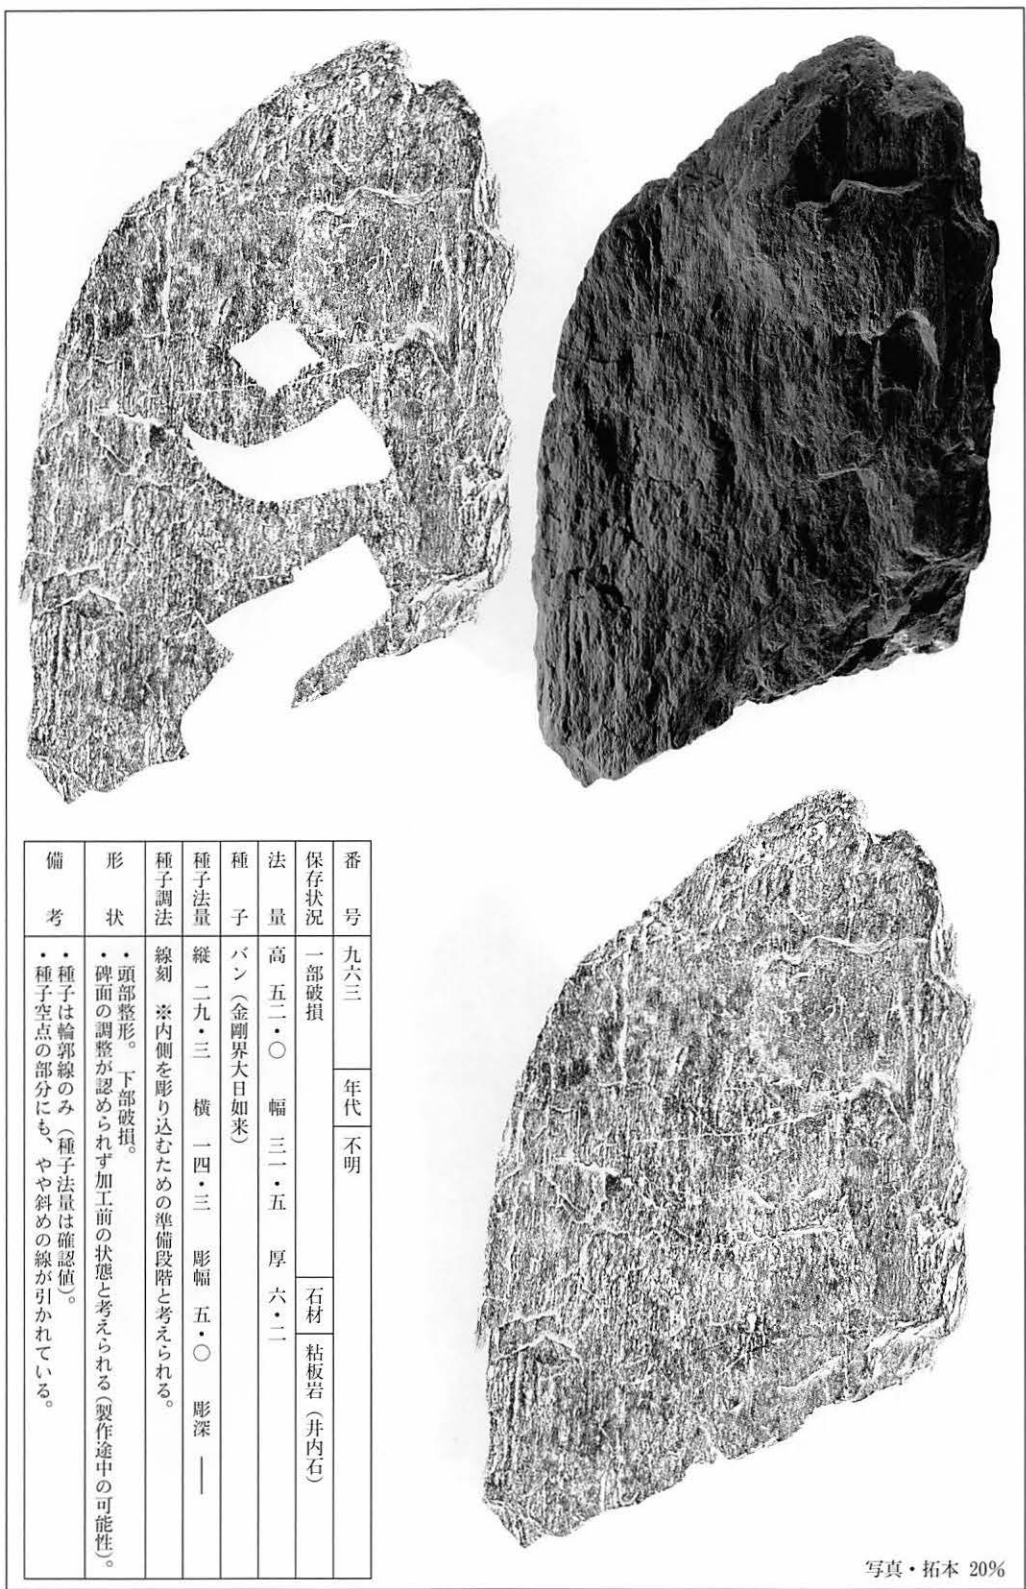 番号 九六三 年代 不明
保存状況 一部破損 石材 粘板岩（井内石）
法量 高 五二・〇 幅 三一・五 厚 六・二
種子 バン（金剛界大日如来）
種子法量 縦 二九・三 横 一四・三 彫幅 五・〇 彫深 ――
種子調法 線刻 ※内側を彫り込むための準備段階と考えられる。
形状 ・頭部整形。 下部破損。
・碑面の調整が認められず加工前の状態と考えられる（製作途中の可能性）。
備考 ・種子は輪郭線のみ（種子法量は確認値）。
・種子空点の部分にも、やや斜めの線が引かれている。
写真・拓本 20%